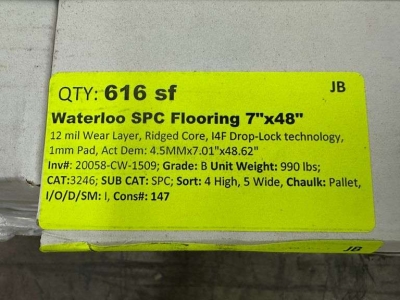 QTY: 616 sf
JB
Waterloo SPC Flooring 7"x48"
12 mil Wear Layer, Ridged Core, I4F Drop-Lock technology,
1mm Pad, Act Dem: 4.5MMx7.01"x48.62"
Inv#: 20058-CW-1509; Grade: B Unit Weight: 990 lbs;
CAT:3246; SUB CAT: SPC; Sort: 4 High, 5 Wide, Chaulk: Pallet,
I/O/D/SM: I, Cons#: 147
JB